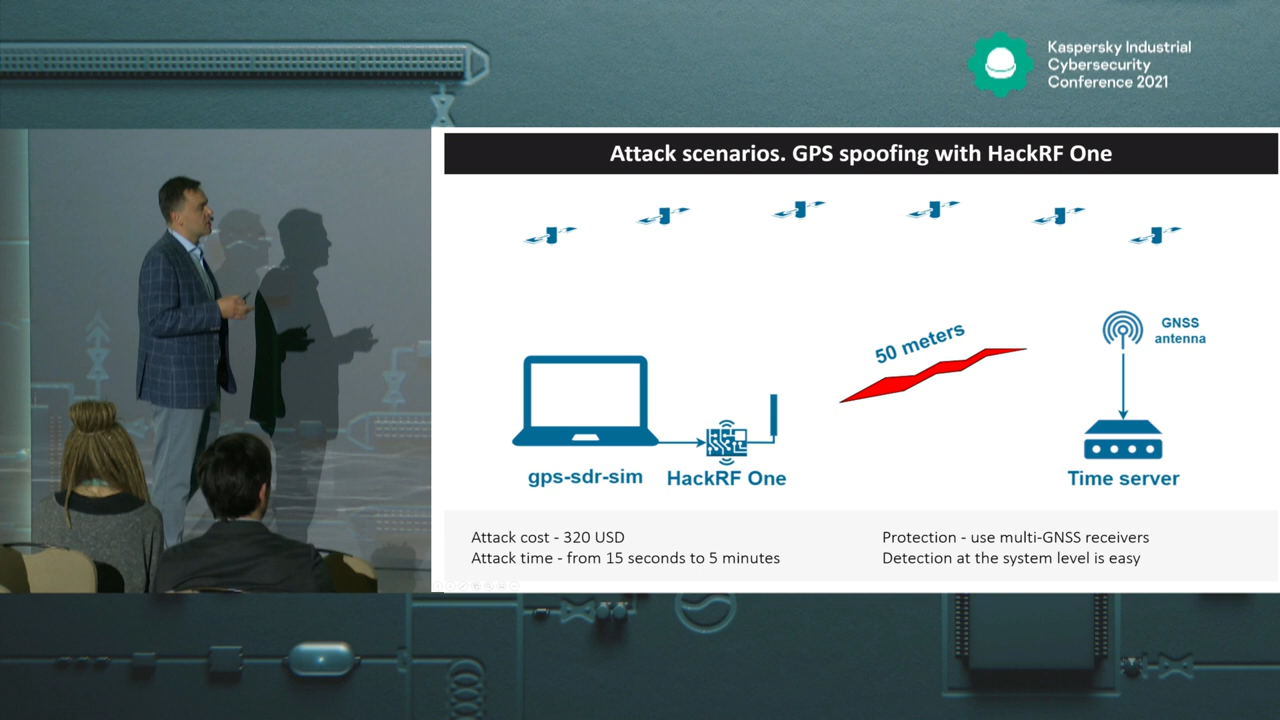 Kaspersky Industrial
Cybersecurity
Conference 2021
Attack scenarios. GPS spoofing with HackRF One
50 meters
GNSS
antenna
gps-sdr-sim
HackRF One
Time server
Attack cost - 320 USD
Attack time - from 15 seconds to 5 minutes
Protection - use multi-GNSS receivers
Detection at the system level is easy